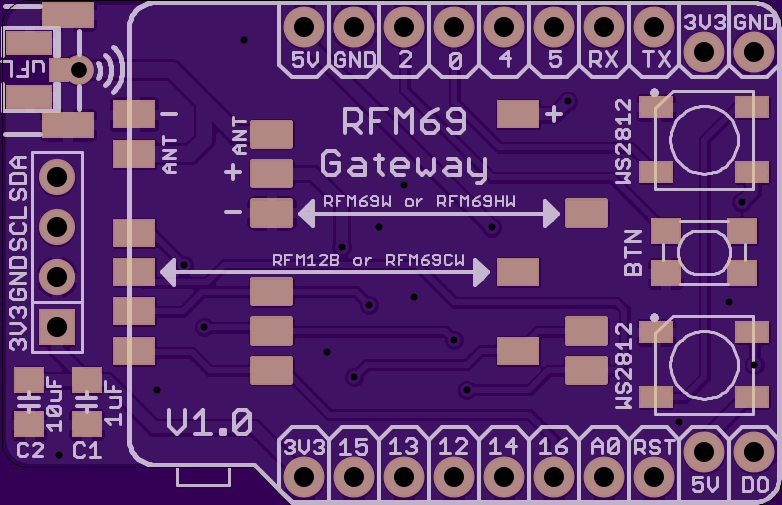 5V GND 2 0 4 5 RX TX 3V3 GND
UFL
ANT
-
ANT
+
-
+
RFM69
Gateway
RFM69W or RFM69HW
RFM12B or RFM69CW
WS2812
BTN
WS2812
SDA
SCL
GND
3V3
10uF
1uF
C2 C1
V1.0
3V3 15 13 12 14 16 A0 RST 5V DO